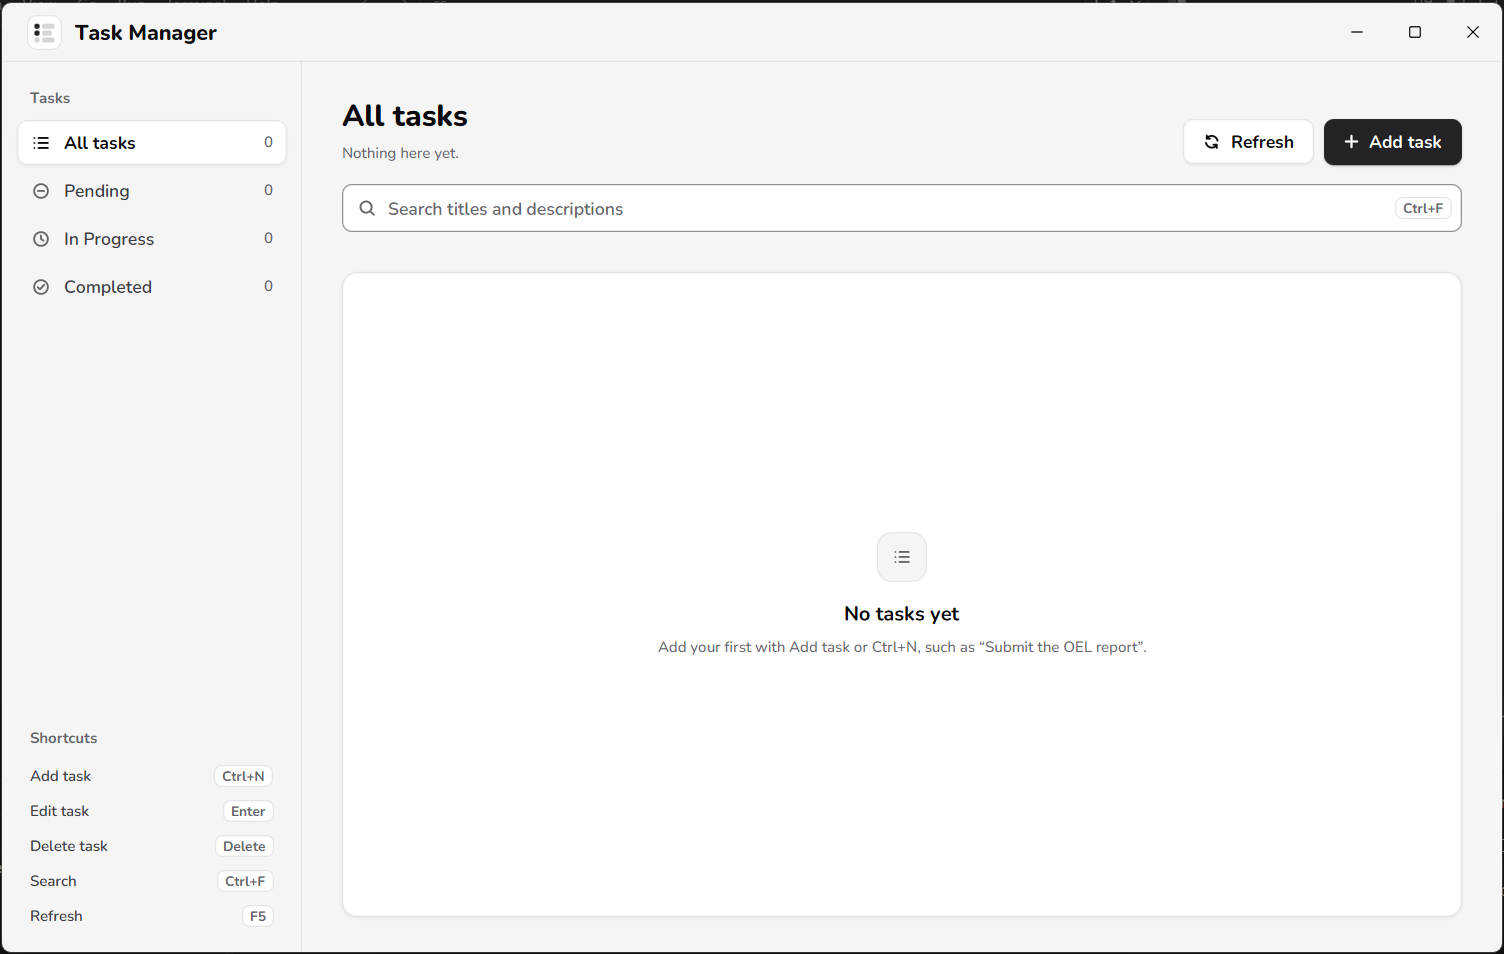 Task Manager
Tasks
All tasks 0
Pending 0
In Progress 0
Completed 0
Shortcuts
Add task Ctrl+N
Edit task Enter
Delete task Delete
Search Ctrl+F
Refresh F5
All tasks
Nothing here yet.
Refresh
Add task
Search titles and descriptions Ctrl+F
No tasks yet
Add your first with Add task or Ctrl+N, such as “Submit the OEL report”.